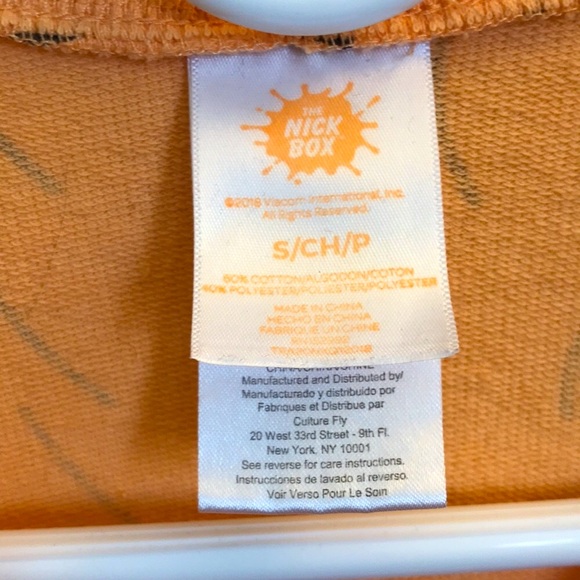 THE
NICK
BOX
©2016 Viacom International, Inc.
All Rights Reserved.
S/CH/P
60% COTTON/ALGODON/COTON
40% POLYESTER/POLIESTER/POLYESTER
MADE IN CHINA
HECHO EN CHINA
FABRIQUE UN CHINE
Manufactured and Distributed by/
Manufacturado y distribuido por
Fabriques et Distribue par
Culture Fly
20 West 33rd Street - 9th Fl.
New York, NY 10001
See reverse for care instructions.
Instrucciones de lavado al reverso.
Voir Verso Pour Le Soin